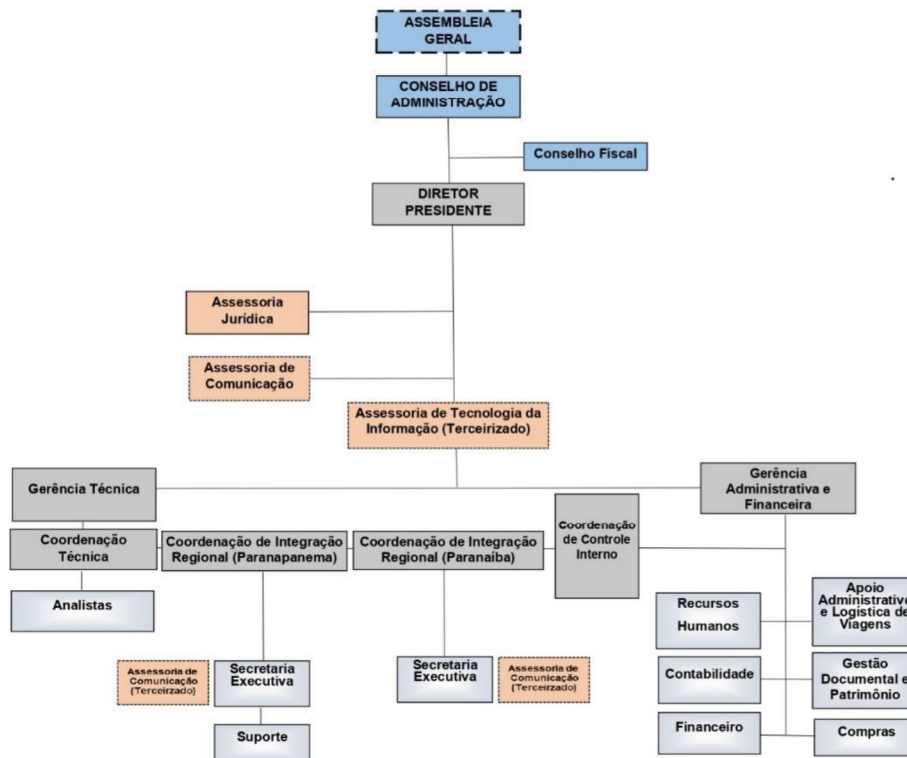 ASSEMBLEIA
GERAL
CONSELHO DE
ADMINISTRAÇÃO
Conselho Fiscal
DIRETOR
PRESIDENTE
Assessoria
Jurídica
Assessoria de
Comunicação
Assessoria de Tecnologia da
Informação (Terceirizado)
Gerência Técnica
Gerência
Administrativa e
Financeira
Coordenação
Técnica
Coordenação de Integração
Regional (Paranapanema)
Coordenação de Integração
Regional (Paranaíba)
Coordenação
de Controle
Interno
Analistas
Recursos
Humanos
Apoio
Administrativo
e Logística de
Viagens
Assessoria de
Comunicação
(Terceirzado)
Secretaria
Executiva
Secretaria
Executiva
Assessoria de
Comunicação
(Terceirzado)
Contabilidade
Gestão
Documental e
Patrimônio
Suporte
Financeiro
Compras